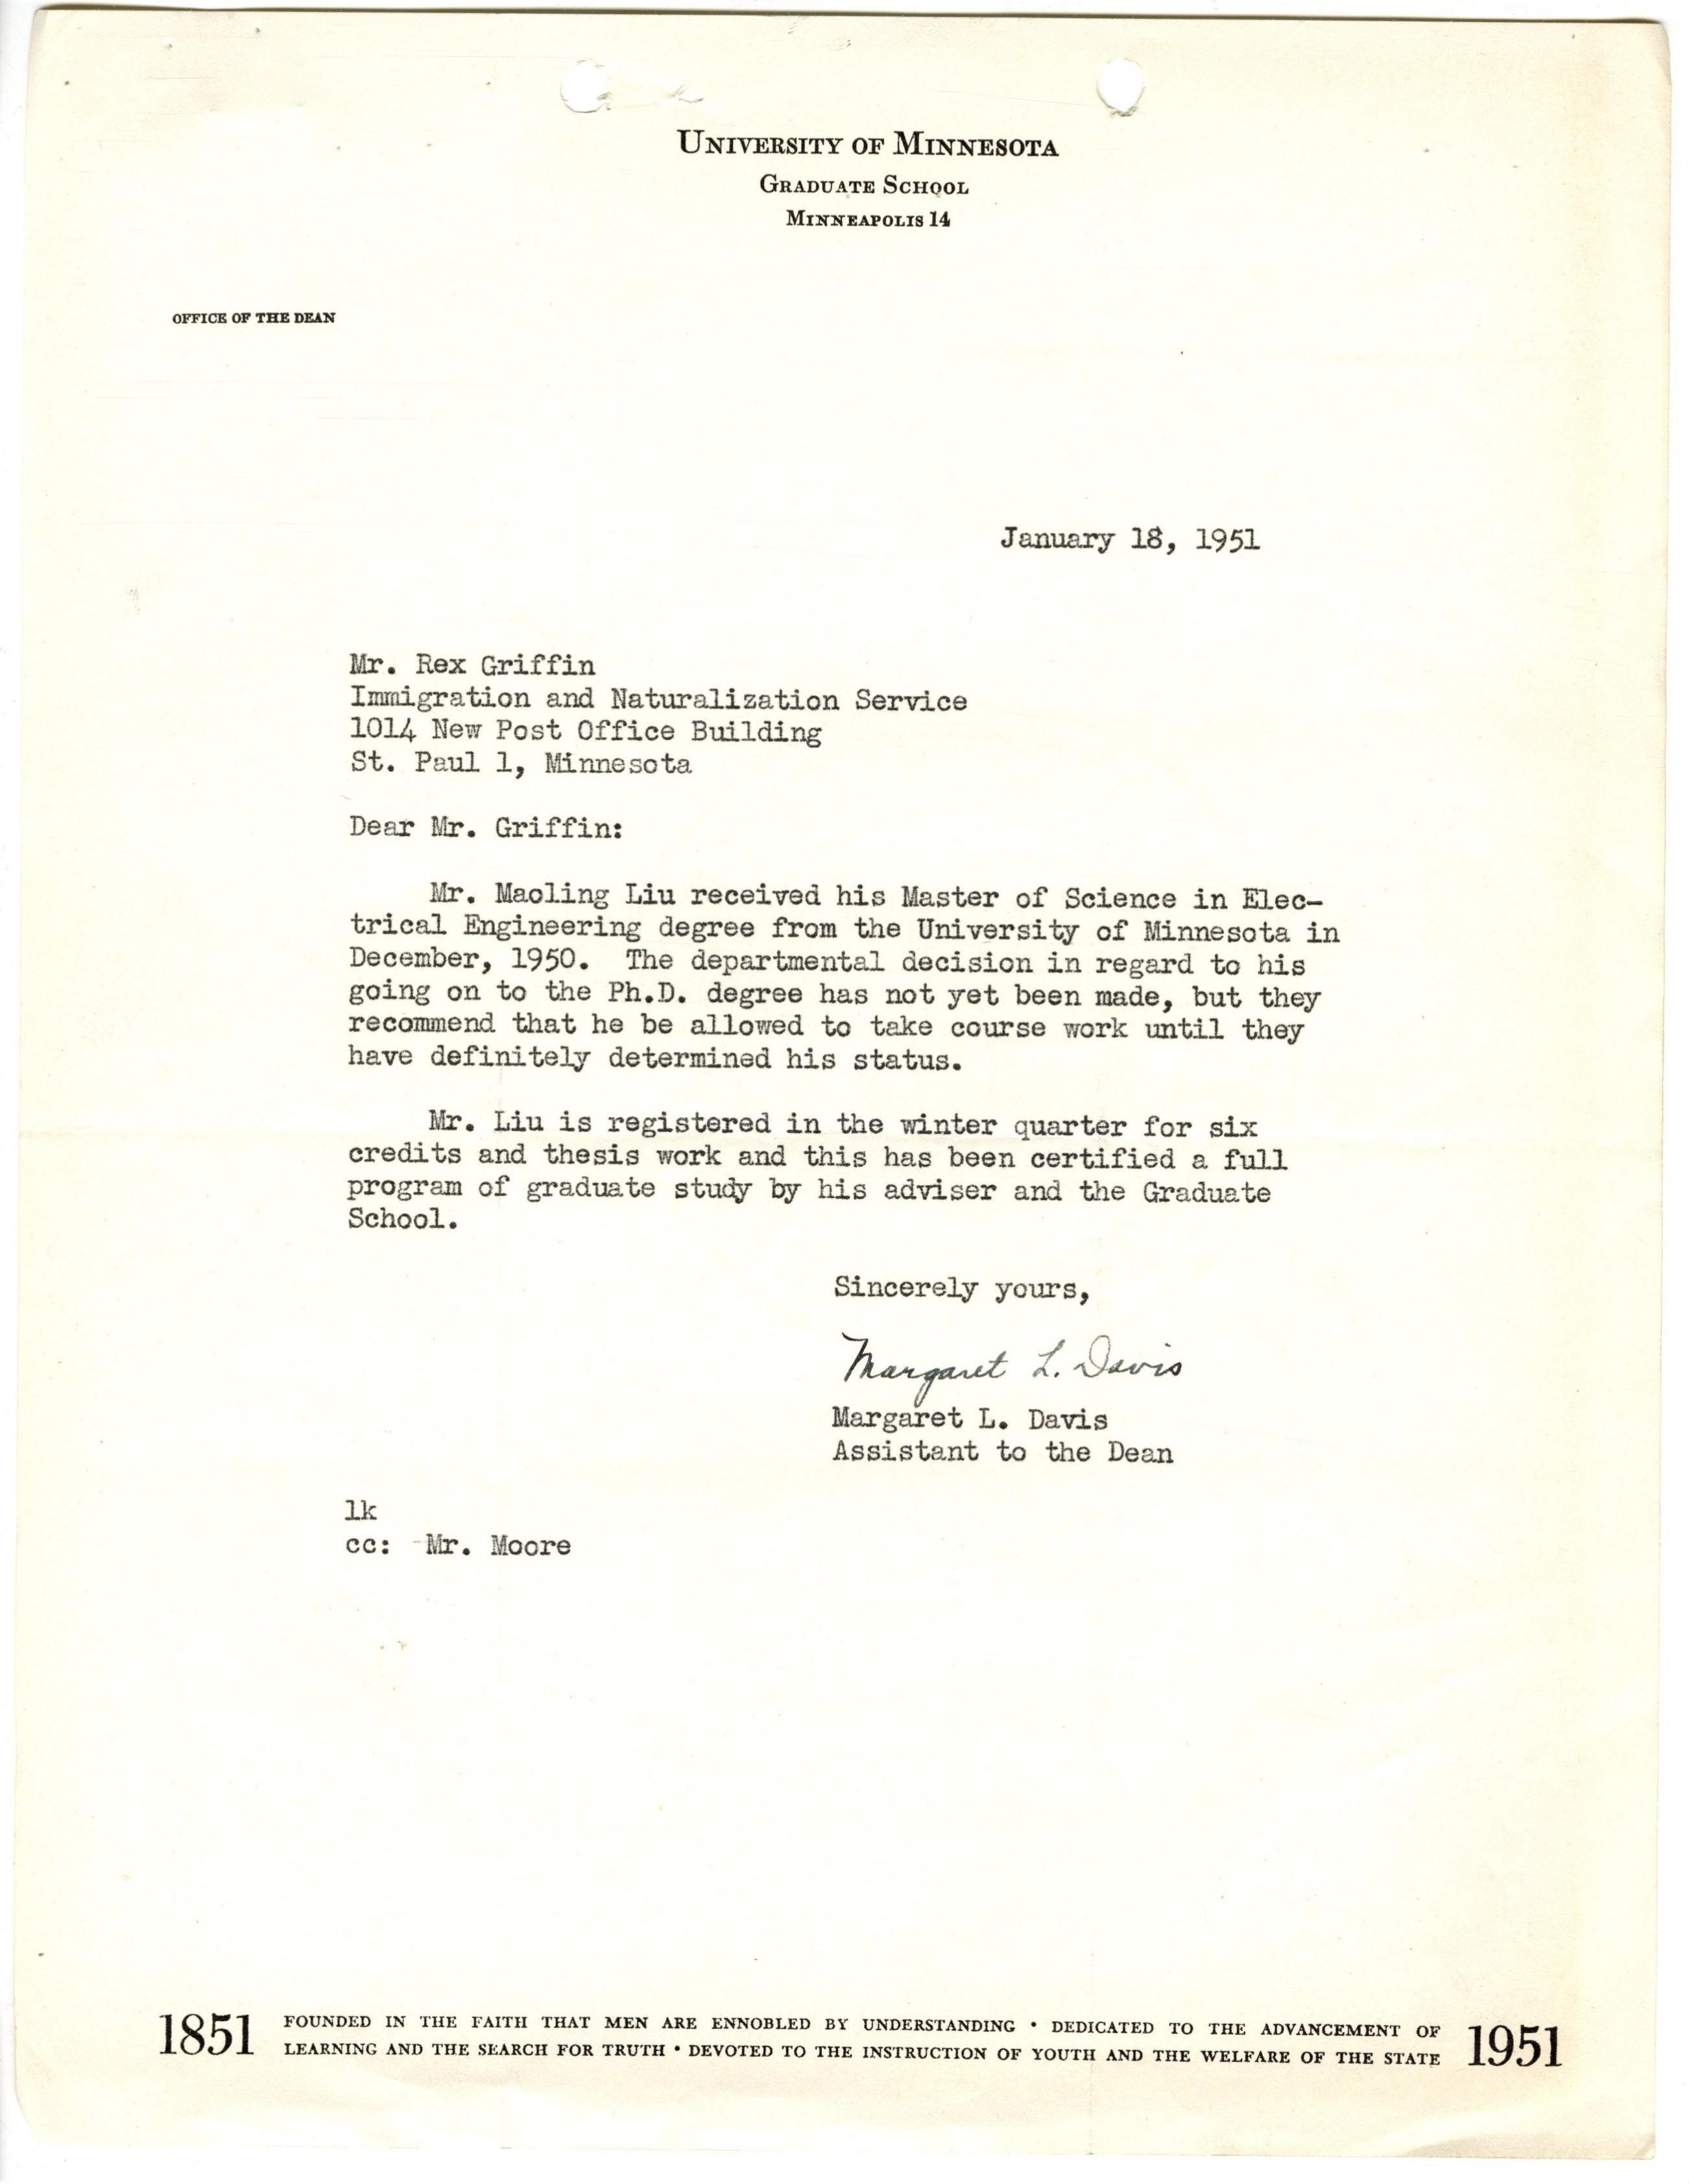 UNIVERSITY OF MINNESOTA
GRADUATE SCHOOL
MINNEAPOLIS 14
OFFICE OF THE DEAN
January 18, 1951
Mr. Rex Griffin
Immigration and Naturalization Service
1014 New Post Office Building
St. Paul 1, Minnesota
Dear Mr. Griffin:
Mr. Maoling Liu received his Master of Science in Elec-
trical Engineering degree from the University of Minnesota in
December, 1950. The departmental decision in regard to his
going on to the Ph.D. degree has not yet been made, but they
recommend that he be allowed to take course work until they
have definitely determined his status.
Mr. Liu is registered in the winter quarter for six
credits and thesis work and this has been certified a full
program of graduate study by his adviser and the Graduate
School.
Sincerely yours,
Margaret L. Davis
Margaret L. Davis
Assistant to the Dean
lk
cc: Mr. Moore
1851 FOUNDED IN THE FAITH THAT MEN ARE ENNOBLED BY UNDERSTANDING • DEDICATED TO THE ADVANCEMENT OF
LEARNING AND THE SEARCH FOR TRUTH • DEVOTED TO THE INSTRUCTION OF YOUTH AND THE WELFARE OF THE STATE 1951